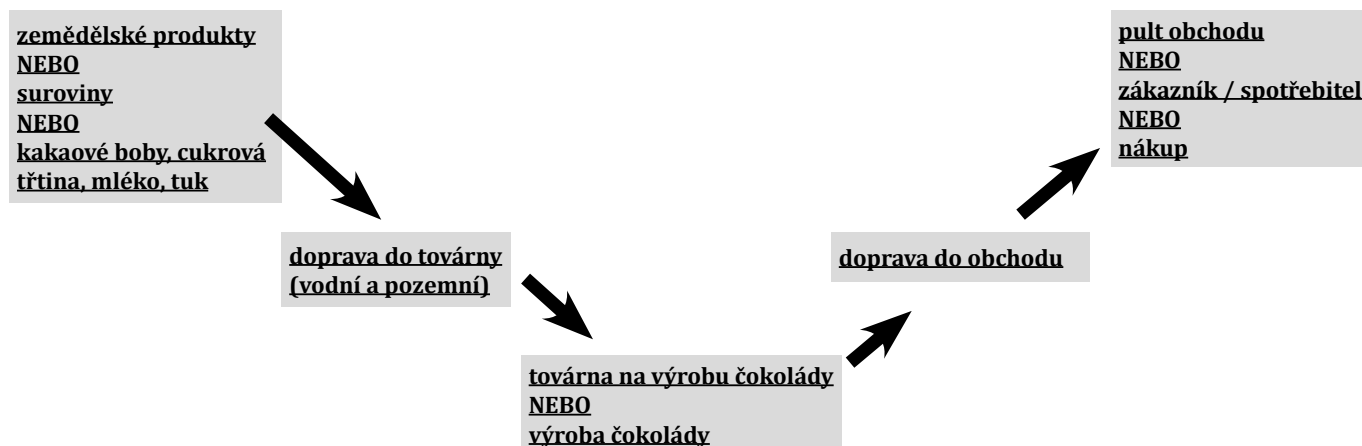 zemědělské produkty
NEBO
suroviny
NEBO
kakaové boby, cukrová
třtina, mléko, tuk
doprava do továrny
(vodní a pozemní)
továrna na výrobu čokolády
NEBO
výroba čokolády
doprava do obchodu
pult obchodu
NEBO
zákazník / spotřebitel
NEBO
nákup